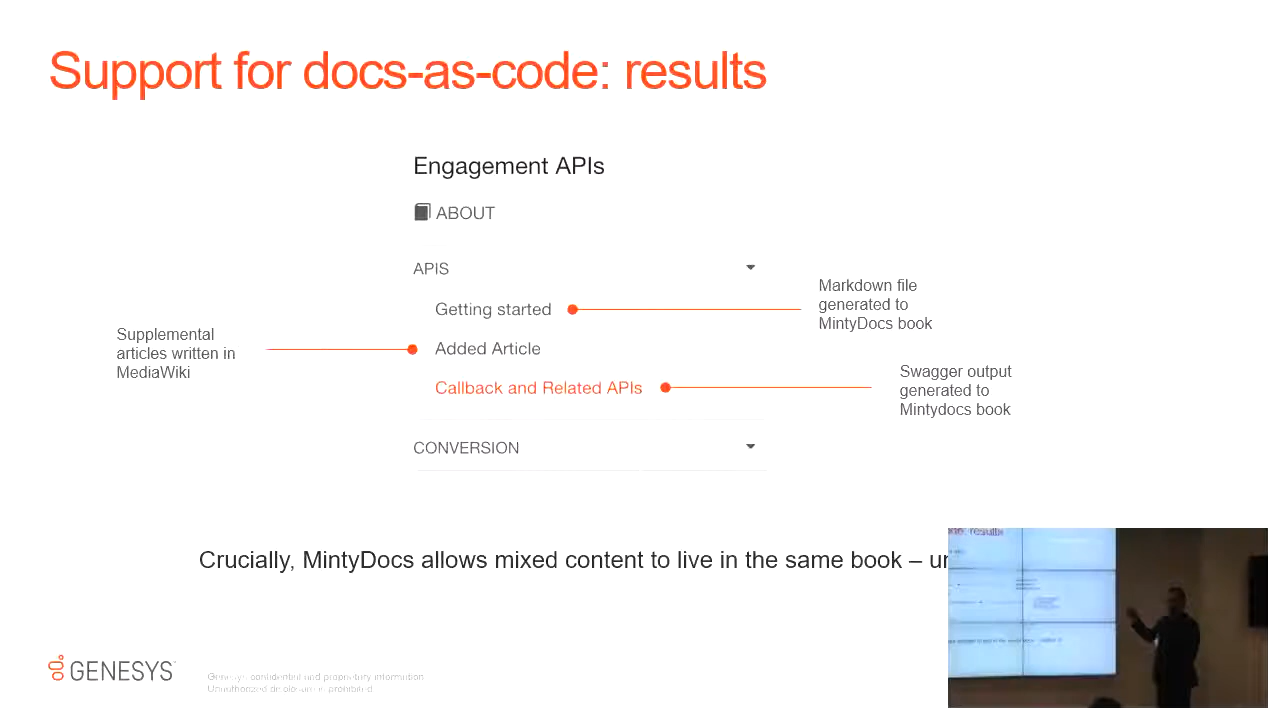 Support for docs-as-code: results
Engagement APIs
ABOUT
APIS
Getting started
Markdown file
generated to
MintyDocs book
Supplemental
articles written in
MediaWiki
Added Article
Callback and Related APIs
Swagger output
generated to
Mintydocs book
CONVERSION
Crucially, MintyDocs allows mixed content to live in the same book –
GENESYS
Genesys confidential and proprietary information
Unauthorized disclosure is prohibited